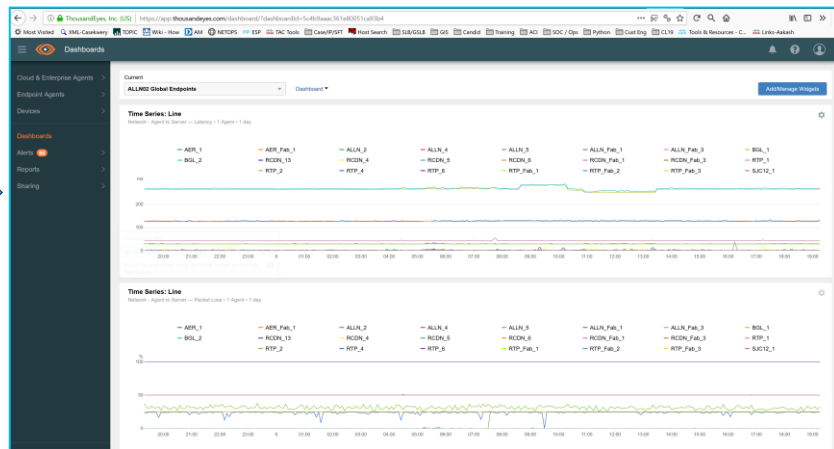 ThousandEyes, Inc. (US) https://app.thousandeyes.com/dashboard/?dashboardId=5c4b9aaac361e80051ca93b4
Most Visited XML-Caseékwery TOPIC Wiki - How AM NETOPS ESP TAC Tools Case/IP/SFT Host Search SLB/GSLB GIS Candid Training ACI SOC / Ops Python Cust Eng CL19 Tools & Resources - C... Links-Aakash
Dashboards
Cloud & Enterprise Agents
Endpoint Agents
Devices
Dashboards
Alerts
Reports
Sharing
Current
ALLN02 Global Endpoints Dashboard Add/Manage Widgets
Time Series: Line
Network - Agent to Server — Latency • 1 Agent • 1 day
AER_1 AER_Fab_1 ALLN_2 ALLN_4 ALLN_5 ALLN_Fab_1 ALLN_Fab_3 BGL_1
BGL_2 RCDN_13 RCDN_4 RCDN_5 RCDN_6 RCDN_Fab_1 RCDN_Fab_3 RTP_1
RTP_2 RTP_4 RTP_6 RTP_Fab_1 RTP_Fab_2 RTP_Fab_3 SJC12_1
ms
200
100
0
20:00 21:00 22:00 23:00 6 01:00 02:00 03:00 04:00 05:00 06:00 07:00 08:00 09:00 10:00 11:00 12:00 13:00 14:00 15:00 16:00 17:00 18:00 19:00
Time Series: Line
Network - Agent to Server — Packet Loss • 1 Agent • 1 day
AER_1 AER_Fab_1 ALLN_2 ALLN_4 ALLN_5 ALLN_Fab_1 ALLN_Fab_3 BGL_1
BGL_2 RCDN_13 RCDN_4 RCDN_5 RCDN_6 RCDN_Fab_1 RCDN_Fab_3 RTP_1
RTP_2 RTP_4 RTP_6 RTP_Fab_1 RTP_Fab_2 RTP_Fab_3 SJC12_1
%
100
50
0
20:00 21:00 22:00 23:00 6 01:00 02:00 03:00 04:00 05:00 06:00 07:00 08:00 09:00 10:00 11:00 12:00 13:00 14:00 15:00 16:00 17:00 18:00 19:00